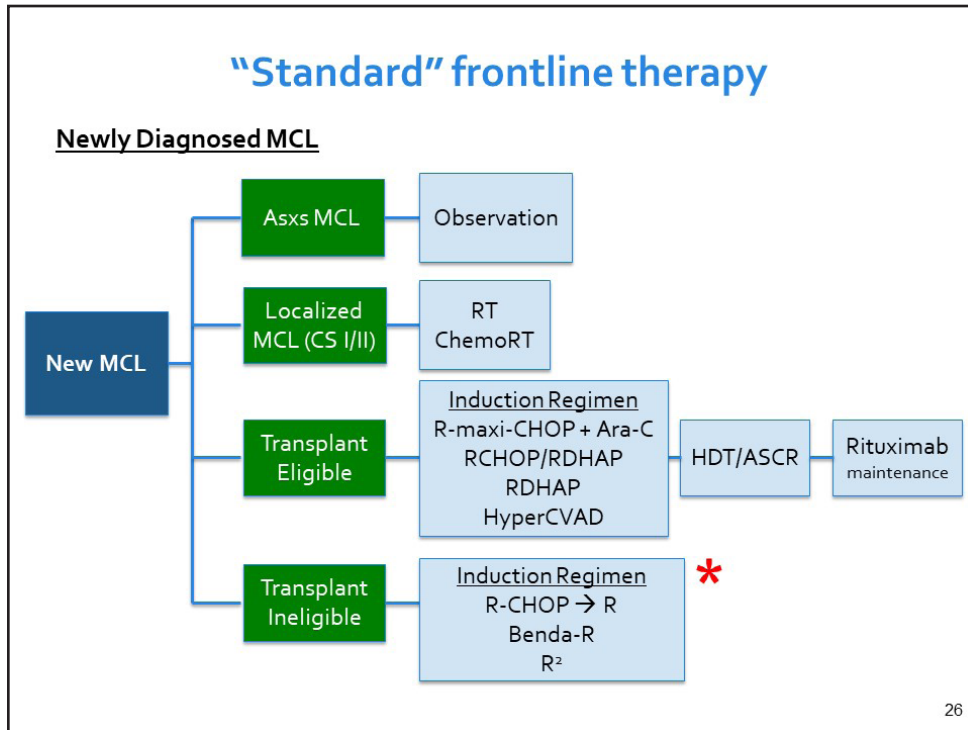 “Standard” frontline therapy
Newly Diagnosed MCL
New MCL
Asxs MCL
Observation
Localized
MCL (CS I/II)
RT
ChemoRT
Transplant
Eligible
Induction Regimen
R-maxi-CHOP + Ara-C
RCHOP/RDHAP
RDHAP
HyperCVAD
HDT/ASCR
Rituximab
maintenance
Transplant
Ineligible
Induction Regimen
R-CHOP → R
Benda-R
R²
*
26